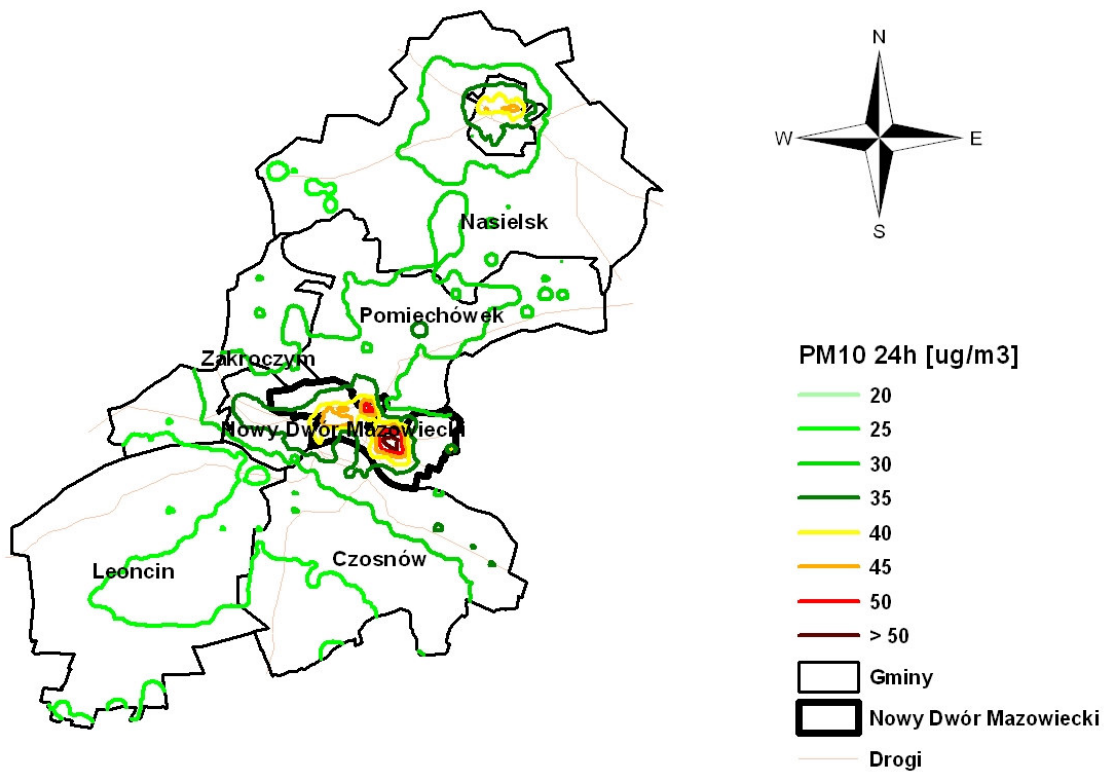 N
W
E
S
Nasielsk
Pomiechówek
Zakroczym
Nowy Dwór Mazowiecki
Leoncin
Czosnów
PM10 24h [ug/m3]
20
25
30
35
40
45
50
> 50
Gminy
Nowy Dwór Mazowiecki
Drogi